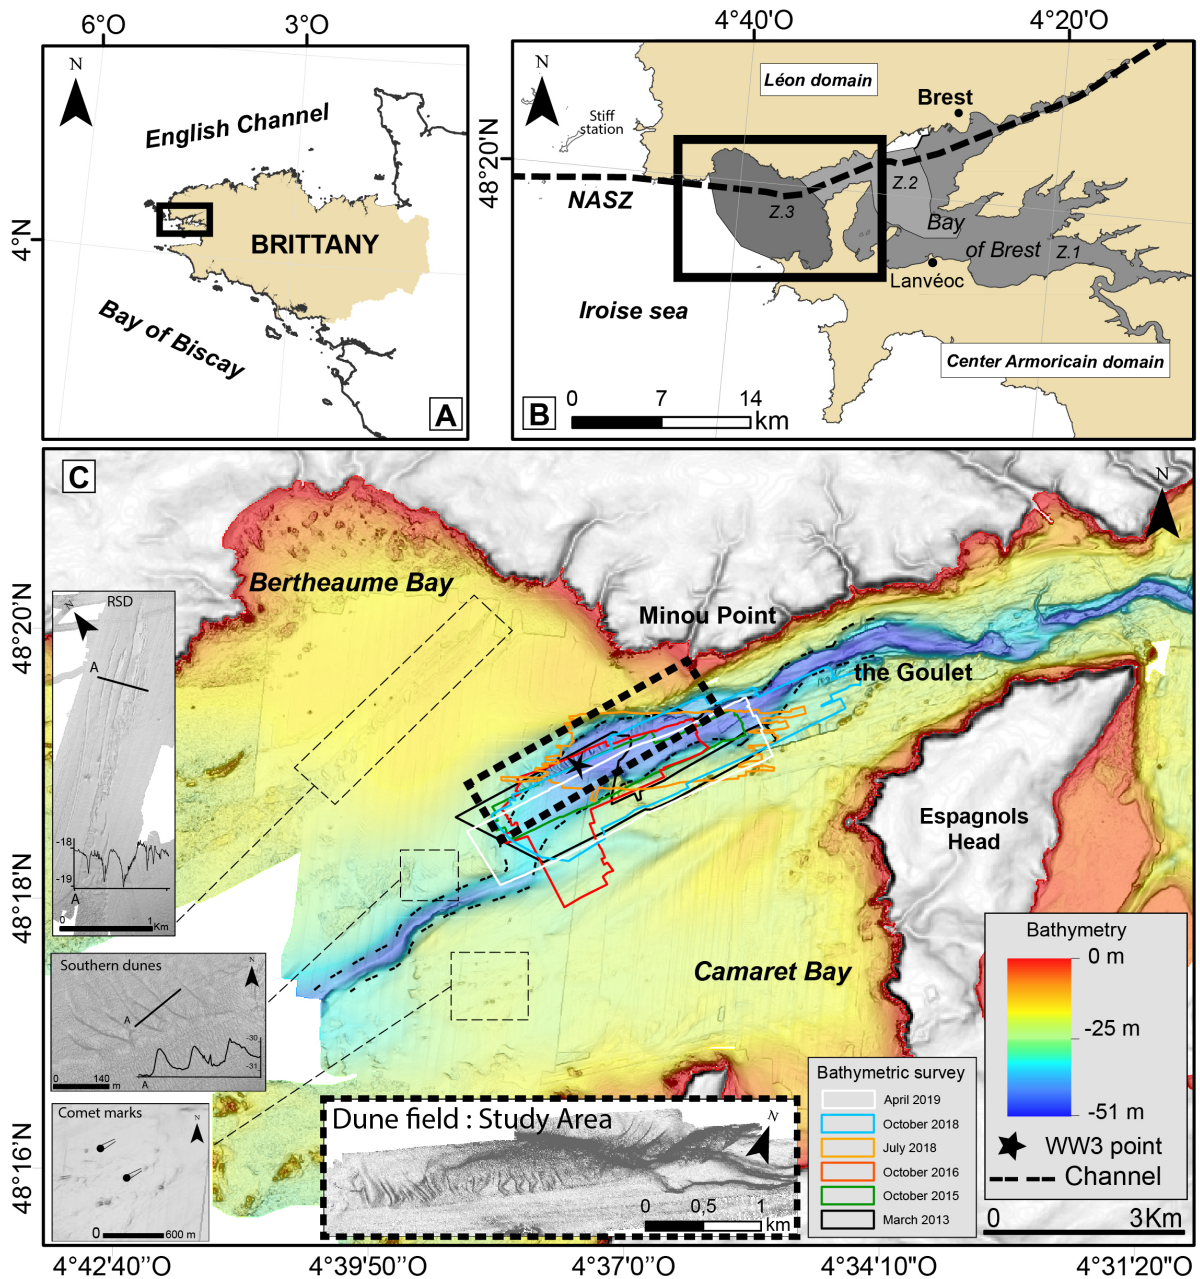 6°O
3°O
N
English Channel
4°N
BRITTANY
Bay of Biscay
A
4°40'O
4°20'O
N
Léon domain
Stiff
station
Brest
48°20'N
NASZ
Z.2
Z.3
Bay
of Brest
Z.1
Lanvéoc
Iroise sea
Center Armoricain domain
B
0
7
14
km
C
N
Bertheaume Bay
48°20'N
Minou Point
the Goulet
N
RSD
A
-18
-19
A
0
1
Km
Espagnols
Head
48°18'N
Camaret Bay
Southern dunes
N
A
-30
-31
0
140
m
A
Comet marks
N
0
600 m
48°16'N
Dune field : Study Area
N
0
0,5
1
km
Bathymetric survey
April 2019
October 2018
July 2018
October 2016
October 2015
March 2013
Bathymetry
0 m
-25 m
-51 m
WW3 point
Channel
0
3Km
4°42'40"O
4°39'50"O
4°37'0"O
4°34'10"O
4°31'20"O